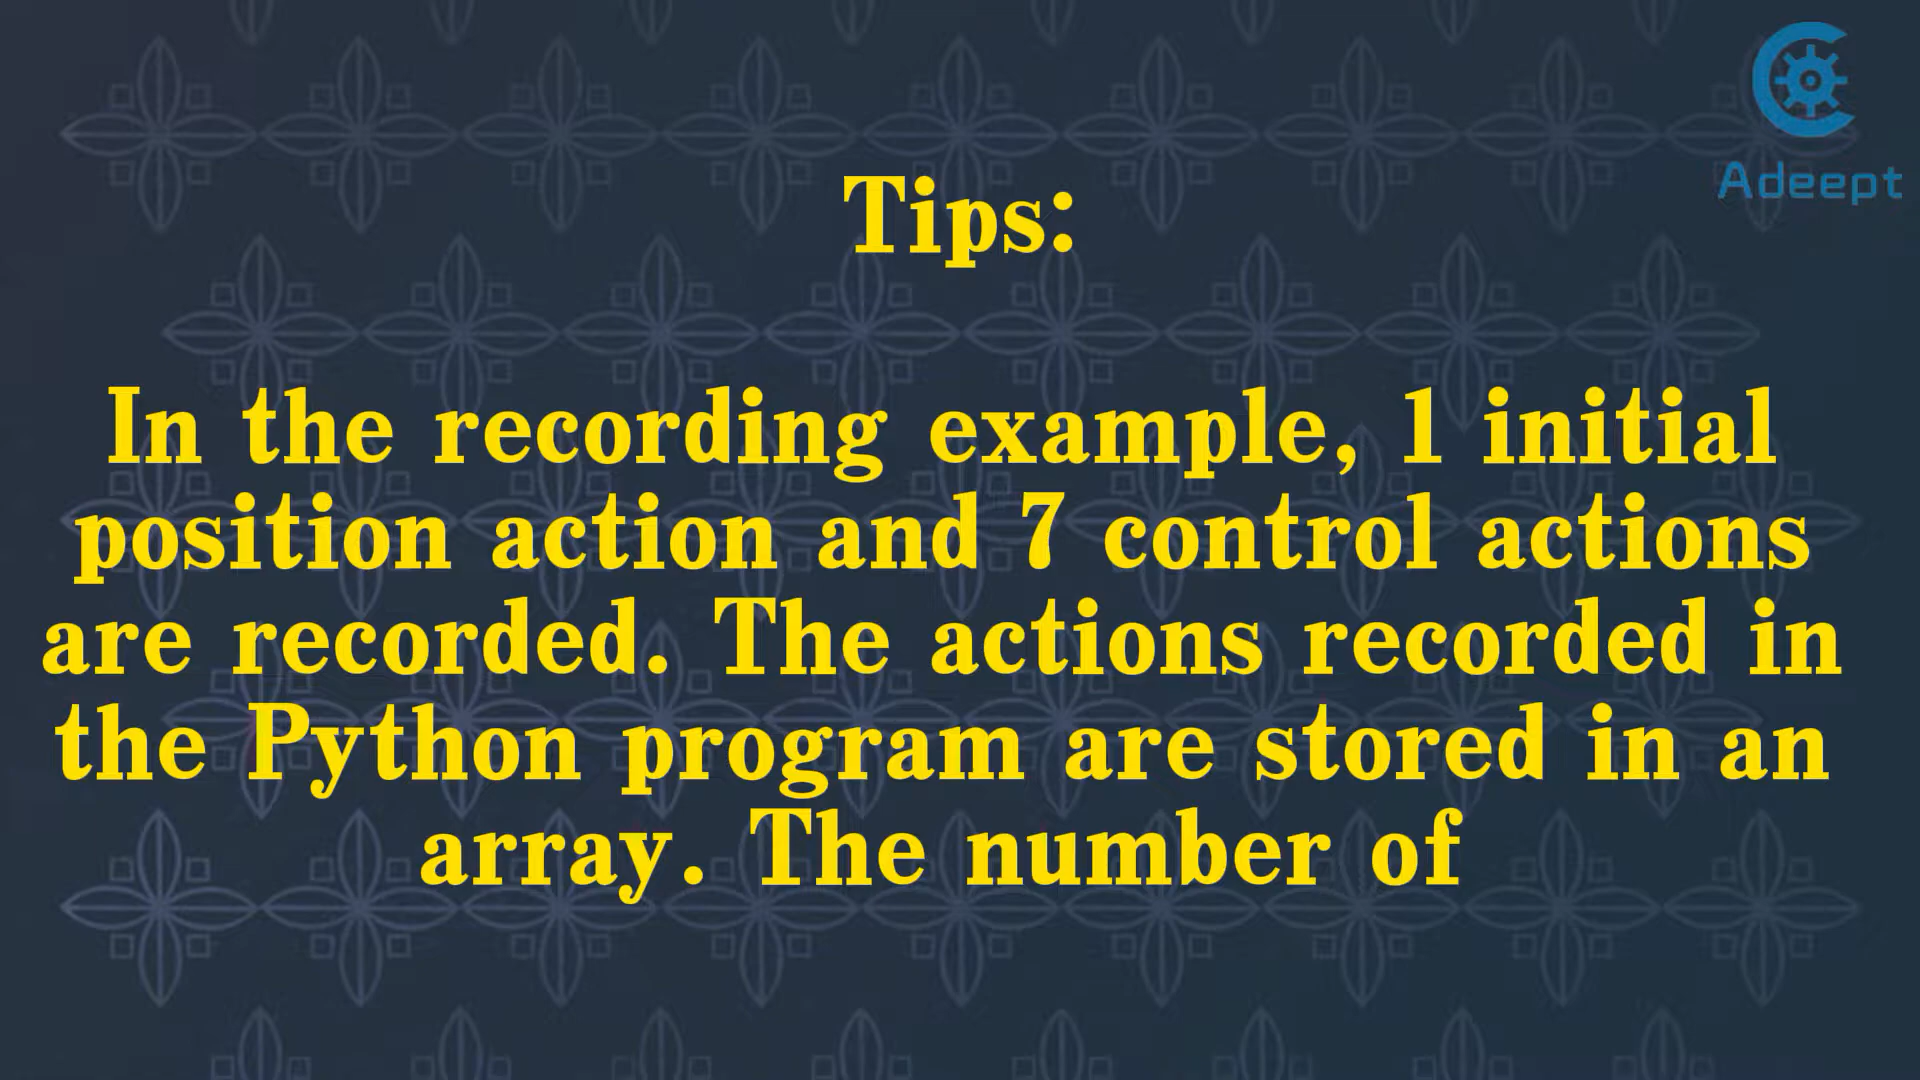 Adeept
Tips:
In the recording example, 1 initial
position action and 7 control actions
are recorded. The actions recorded in
the Python program are stored in an
array. The number of